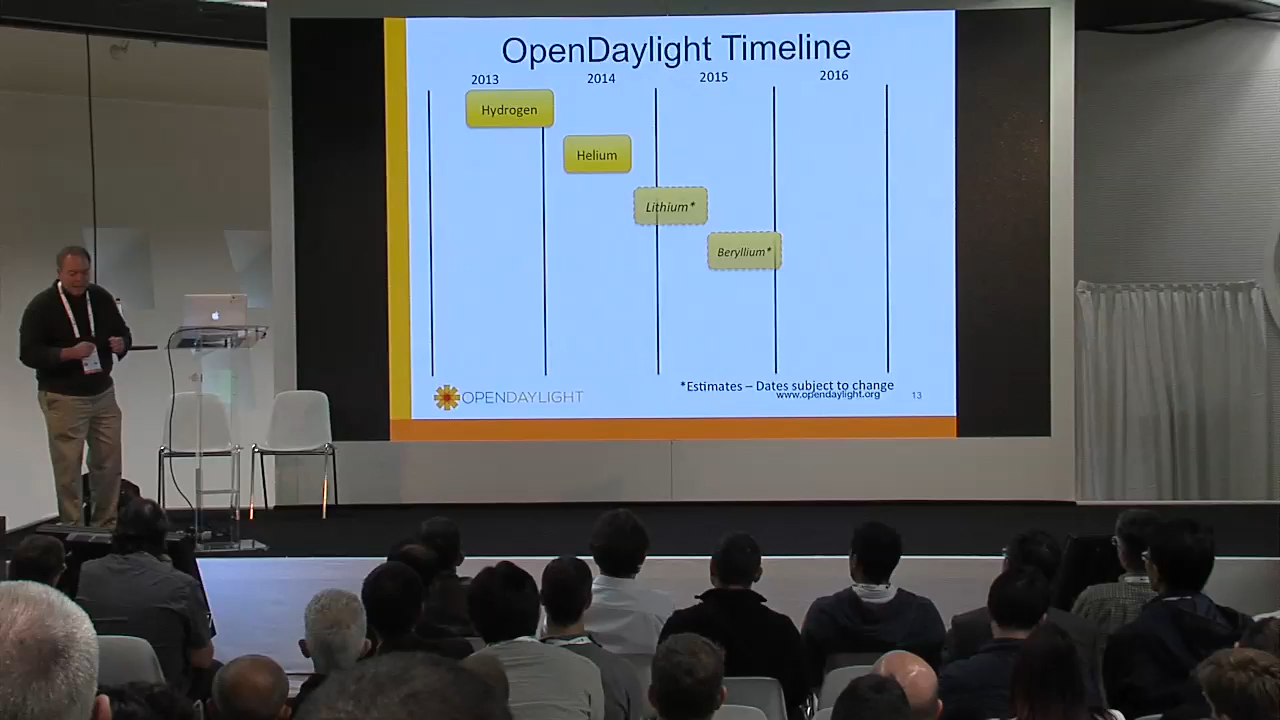 OpenDaylight Timeline
2013 2014 2015 2016
Hydrogen
Helium
Lithium*
Beryllium*
*Estimates – Dates subject to change
www.opendaylight.org
OPENDAYLIGHT
13